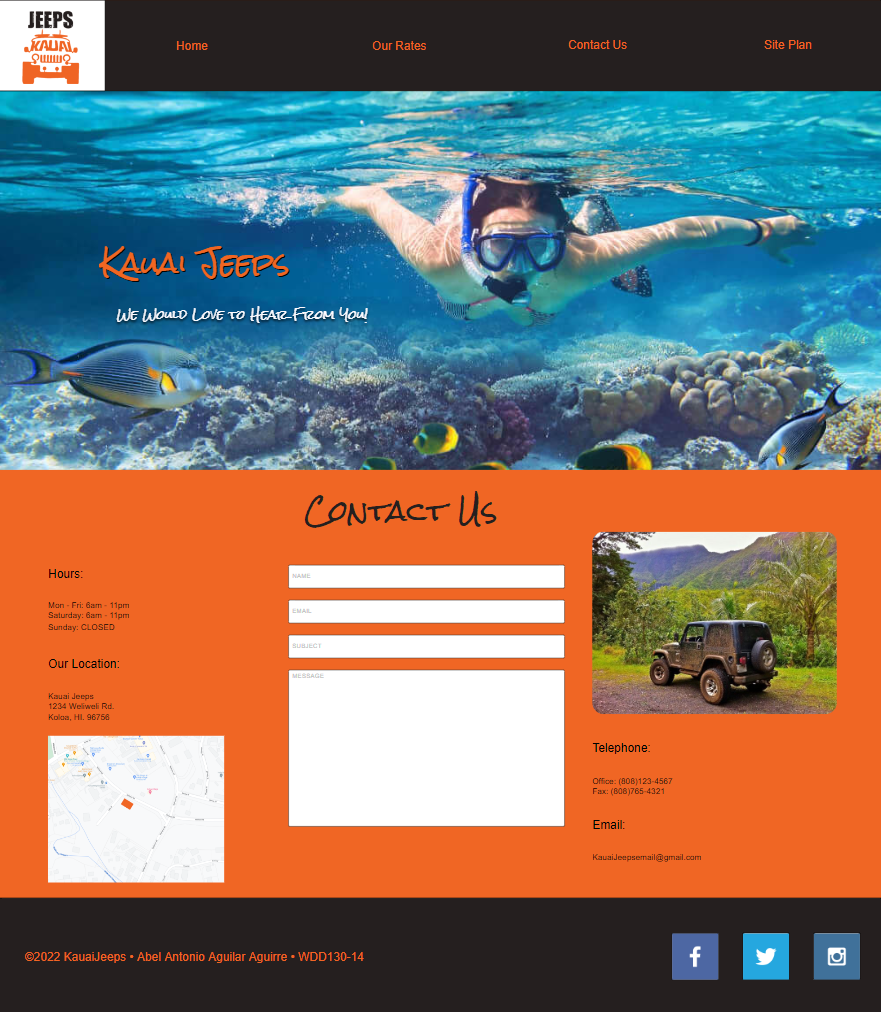 JEEPS
KAUAI
Home
Our Rates
Contact Us
Site Plan
Kauai Jeeps
We Would Love to Hear From You!
Contact Us
Hours:
Mon - Fri: 6am - 11pm
Saturday: 6am - 11pm
Sunday: CLOSED
Our Location:
Kauai Jeeps
1234 Weliweli Rd.
Koloa, HI. 96756
NAME
EMAIL
SUBJECT
MESSAGE
Telephone:
Office: (808)123-4567
Fax: (808)765-4321
Email:
KauaiJeepsemail@gmail.com
©2022 KauaiJeeps • Abel Antonio Aguilar Aguirre • WDD130-14